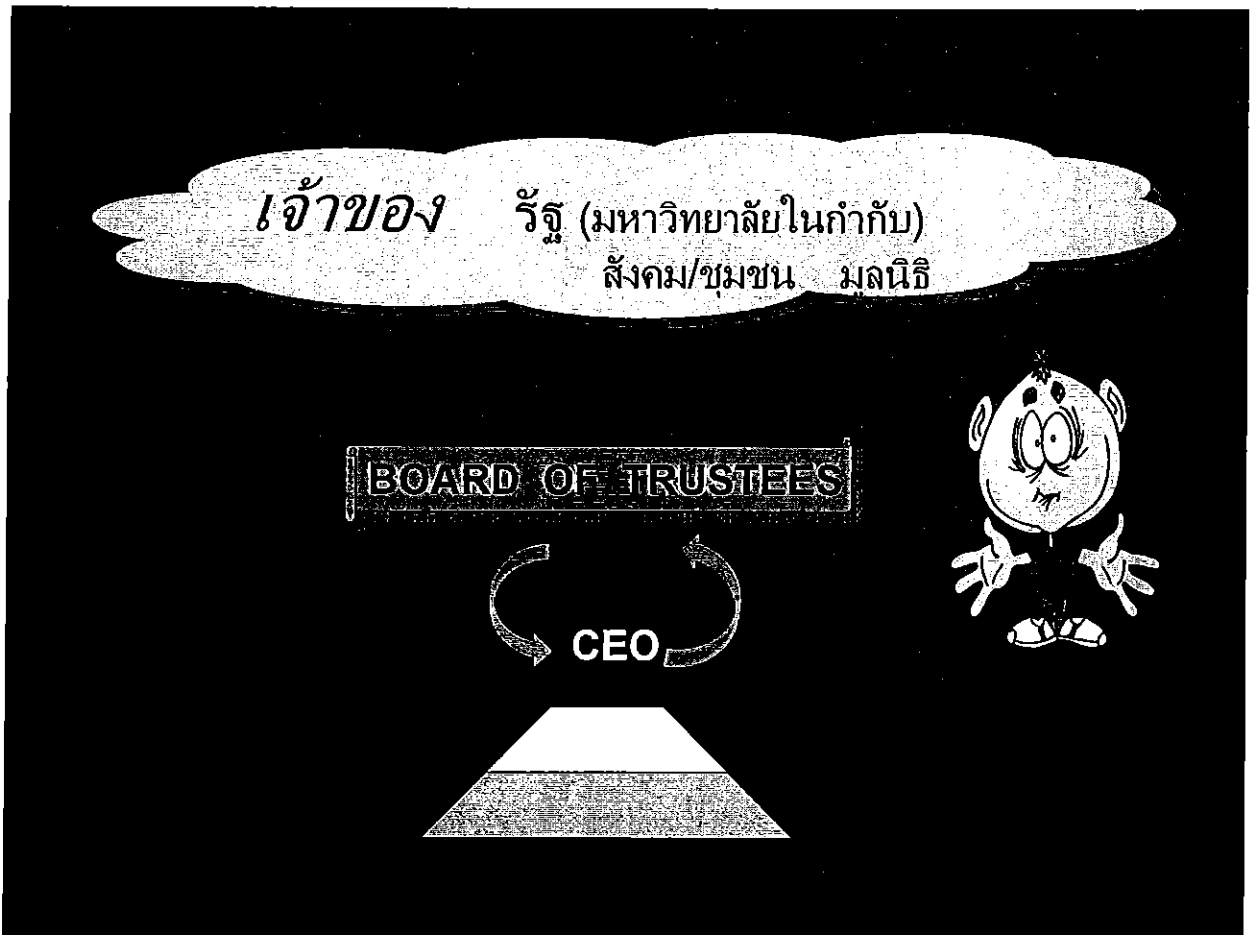 เจ้าของ รัฐ (มหาวิทยาลัยในกำกับ)
สังคม/ชุมชน มูลนิธิ
BOARD OF TRUSTEES
CEO